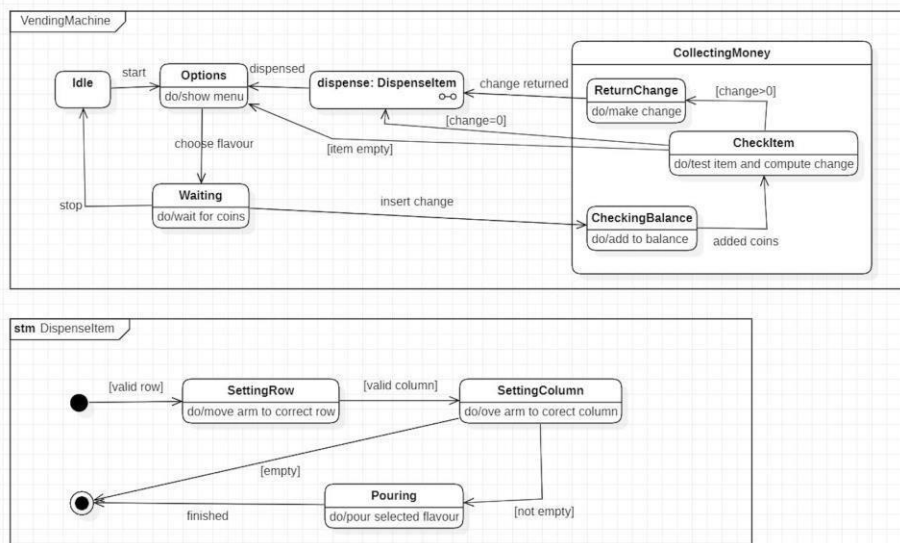 VendingMachine
CollectingMoney
Idle
start
Options
do/show menu
dispensed
dispense: DispenseItem
change returned
ReturnChange
do/make change
[change>0]
[change=0]
CheckItem
do/test item and compute change
choose flavour
[item empty]
Waiting
do/wait for coins
stop
insert change
CheckingBalance
do/add to balance
added coins
stm DispenseItem
[valid row]
SettingRow
do/move arm to correct row
[valid column]
SettingColumn
do/ove arm to corect column
[empty]
Pouring
do/pour selected flavour
finished
[not empty]